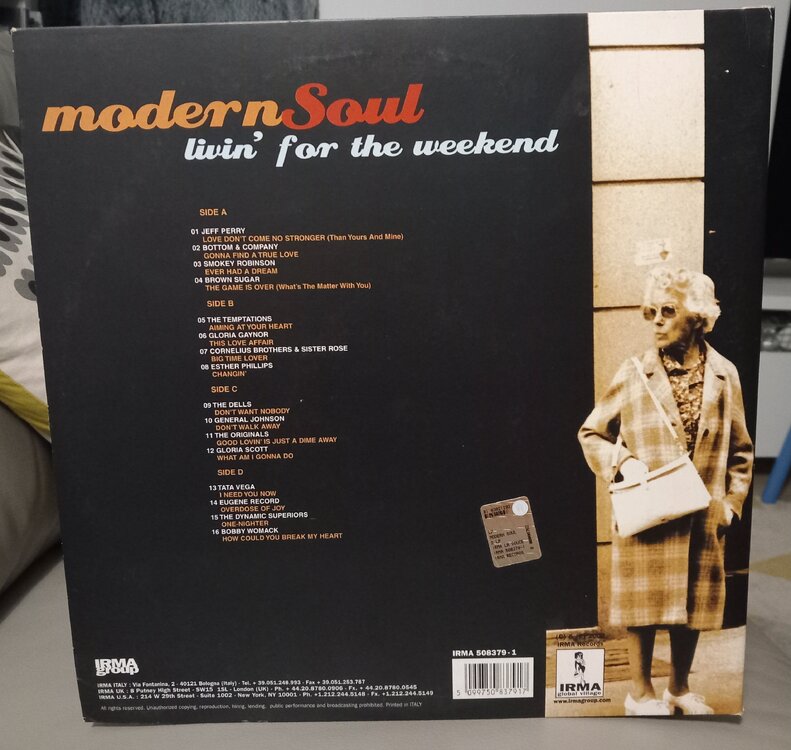 modernSoul
livin' for the weekend
SIDE A
01 JEFF PERRY
LOVE DON'T COME NO STRONGER (Than Yours And Mine)
02 BOTTOM & COMPANY
GONNA FIND A TRUE LOVE
03 SMOKEY ROBINSON
EVER HAD A DREAM
04 BROWN SUGAR
THE GAME IS OVER (What's The Matter With You)
SIDE B
05 THE TEMPTATIONS
AIMING AT YOUR HEART
06 GLORIA GAYNOR
THIS LOVE AFFAIR
07 CORNELIUS BROTHERS & SISTER ROSE
BIG TIME LOVER
08 ESTHER PHILLIPS
CHANGIN'
SIDE C
09 THE DELLS
DON'T WANT NOBODY
10 GENERAL JOHNSON
DON'T WALK AWAY
11 THE ORIGINALS
GOOD LOVIN' IS JUST A DIME AWAY
12 GLORIA SCOTT
WHAT AM I GONNA DO
SIDE D
13 TATA VEGA
I NEED YOU NOW
14 EUGENE RECORD
OVERDOSE OF JOY
15 THE DYNAMIC SUPERIORS
ONE-NIGHTER
16 BOBBY WOMACK
HOW COULD YOU BREAK MY HEART
MODERN SOUL
IRMA
group
IRMA ITALY : Via Fontanina, 2 - 40121 Bologna (Italy) - Tel. + 39.051.248.993 - Fax + 39.051.253.787
IRMA UK : 8 Putney High Street - SW15 1SL - London (UK) - Ph. + 44.20.8780.0906 - Fx. + 44.20.8780.0545
IRMA U.S.A. : 214 W 29th Street - Suite 1002 - New York, NY 10001 - Ph. +1.212.244.5148 - Fx. +1.212.244.5149
All rights reserved. Unauthorized copying, reproduction, hiring, lending, public performance and broadcasting prohibited. Printed in ITALY
IRMA 508379-1
5 099750 837917
IRMA Records
IRMA
global village
www.irmagroup.com